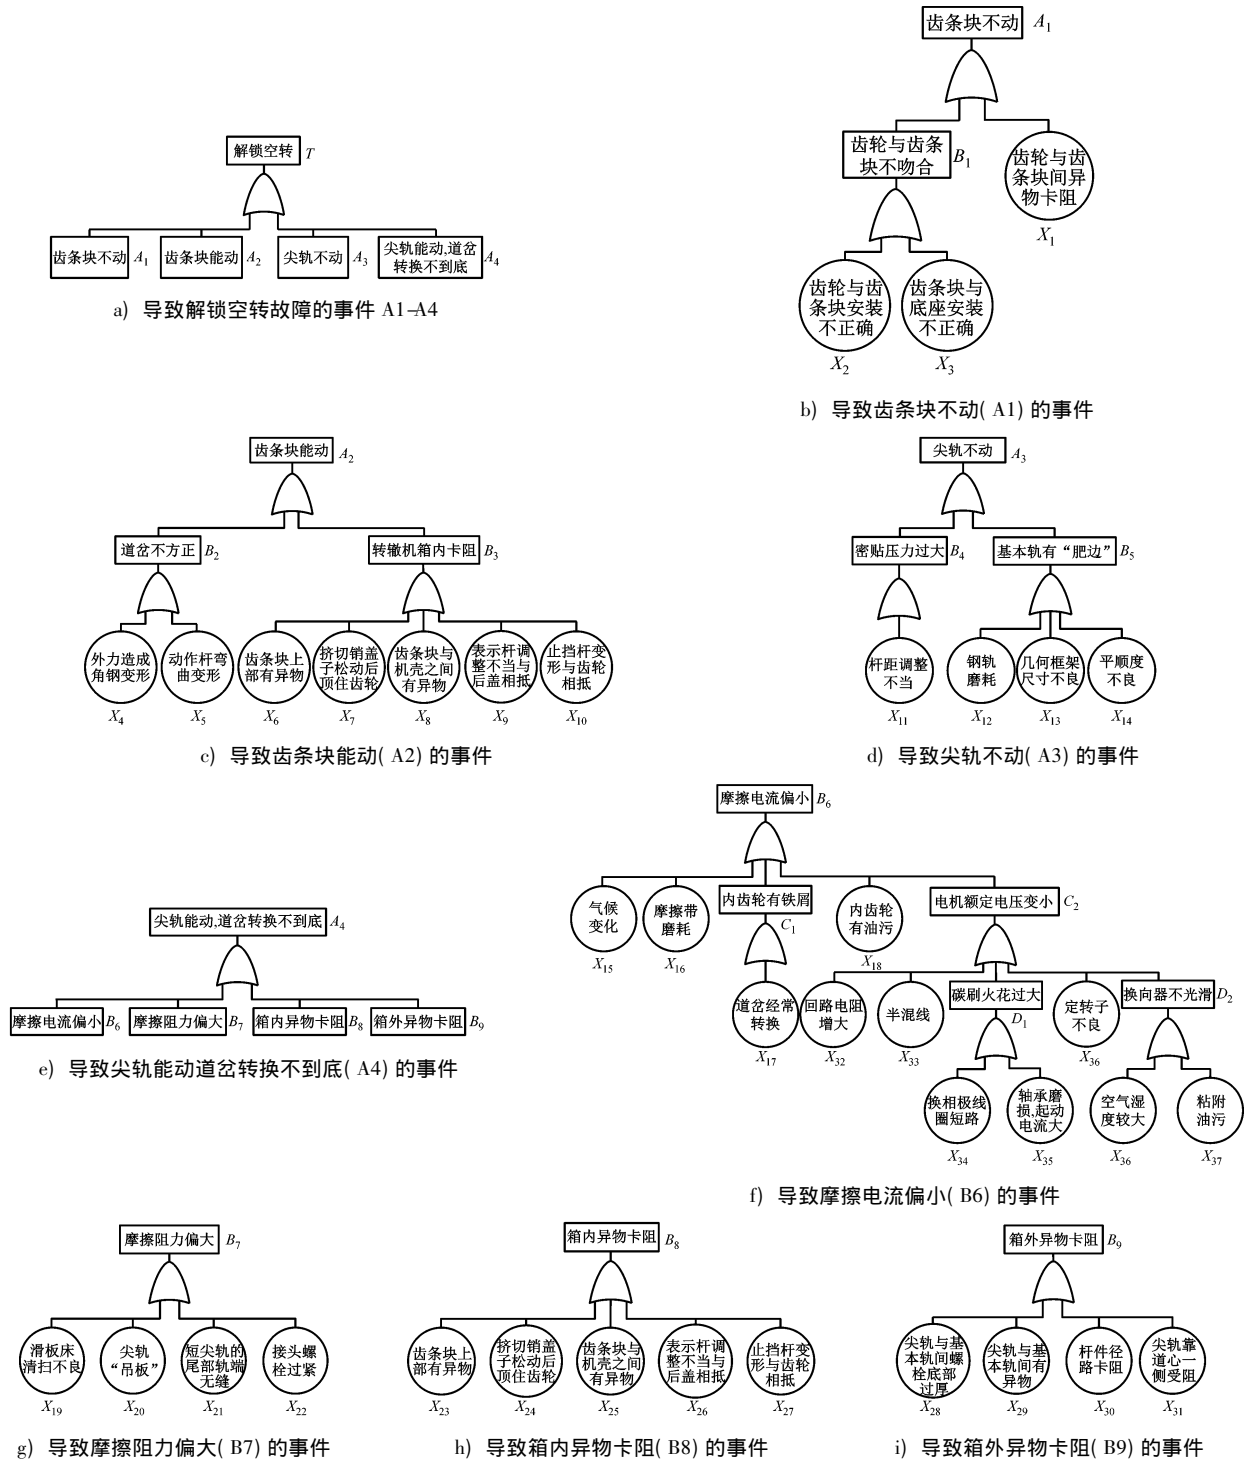 齿条块不动 A1
齿轮与齿条
块不吻合
B1
齿轮与齿
条块间异
物卡阻
X1
齿轮与齿
条块安装
不正确
X2
齿条块与
底座安装
不正确
X3
b) 导致齿条块不动( A1) 的事件
解锁空转 T
齿条块不动 A1
齿条块能动 A2
尖轨不动 A3
尖轨能动,道岔
转换不到底
A4
a) 导致解锁空转故障的事件 A1–A4
齿条块能动 A2
道岔不方正 B2
转辙机箱内卡阻 B3
外力造成
角钢变形
X4
动作杆弯
曲变形
X5
齿条块上
部有异物
X6
挤切销盖
子松动后
顶住齿轮
X7
齿条块与
机壳之间
有异物
X8
表示杆调
整不当与
后盖相抵
X9
止挡杆变
形与齿轮
相抵
X10
c) 导致齿条块能动( A2) 的事件
尖轨不动 A3
密贴压力过大 B4
基本轨有“肥边” B5
杆距调整
不当
X11
钢轨
磨耗
X12
几何框架
尺寸不良
X13
平顺度
不良
X14
d) 导致尖轨不动( A3) 的事件
尖轨能动,道岔转换不到底 A4
摩擦电流偏小 B6
摩擦阻力偏大 B7
箱内异物卡阻 B8
箱外异物卡阻 B9
e) 导致尖轨能动道岔转换不到底( A4) 的事件
摩擦电流偏小 B6
气候
变化
X15
摩擦带
磨耗
X16
内齿轮有铁屑
C1
内齿轮
有油污
X18
电机额定电压变小 C2
道岔经常
转换
X17
回路电阻
增大
X32
半混线
X33
碳刷火花过大
D1
定转子
不良
X36
换向器不光滑 D2
换相极线
圈短路
X34
轴承磨
损,起动
电流大
X35
空气湿
度较大
X36
粘附
油污
X37
f) 导致摩擦电流偏小( B6) 的事件
摩擦阻力偏大 B7
滑板床
清扫不良
X19
尖轨
“吊板”
X20
短尖轨的
尾部轨端
无缝
X21
接头螺
栓过紧
X22
g) 导致摩擦阻力偏大( B7) 的事件
箱内异物卡阻 B8
齿条块上
部有异物
X23
挤切销盖
子松动后
顶住齿轮
X24
齿条块与
机壳之间
有异物
X25
表示杆调
整不当与
后盖相抵
X26
止挡杆变
形与齿轮
相抵
X27
h) 导致箱内异物卡阻( B8) 的事件
箱外异物卡阻 B9
尖轨与基
本轨间螺
栓底部
过厚
X28
尖轨与基
本轨间有
异物
X29
杆件径
路卡阻
X30
尖轨靠
道心一
侧受阻
X31
i) 导致箱外异物卡阻( B9) 的事件